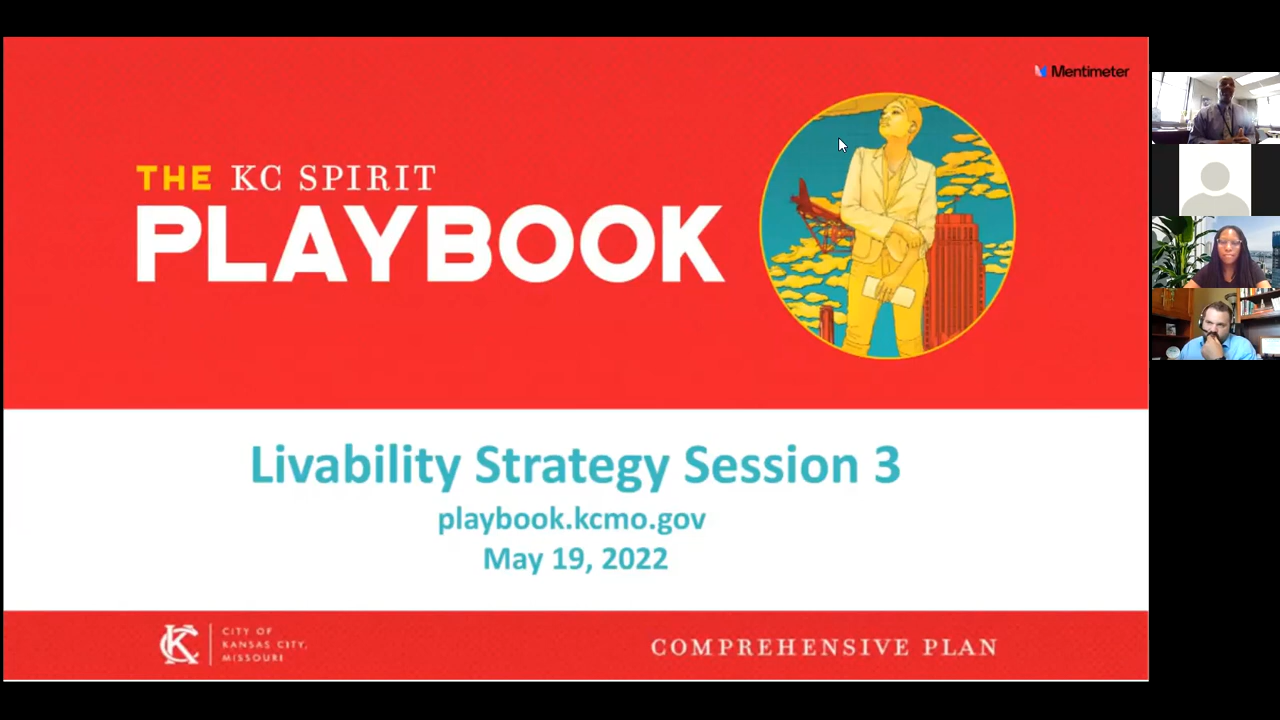 Mentimeter
THE KC SPIRIT
PLAYBOOK
Livability Strategy Session 3
playbook.kcmo.gov
May 19, 2022
KC
CITY OF
KANSAS CITY,
MISSOURI
COMPREHENSIVE PLAN